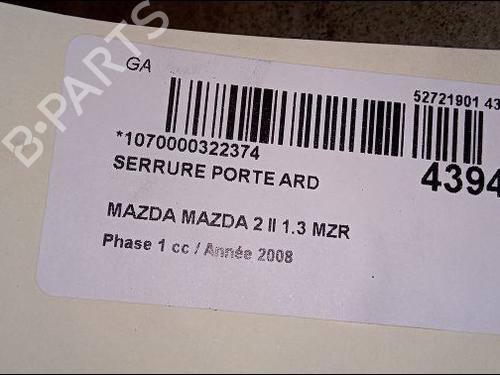 GA
52721901 43
*1070000322374
4394
SERRURE PORTE ARD
MAZDA MAZDA 2 II 1.3 MZR
Phase 1 cc / Année 2008
B-PARTS